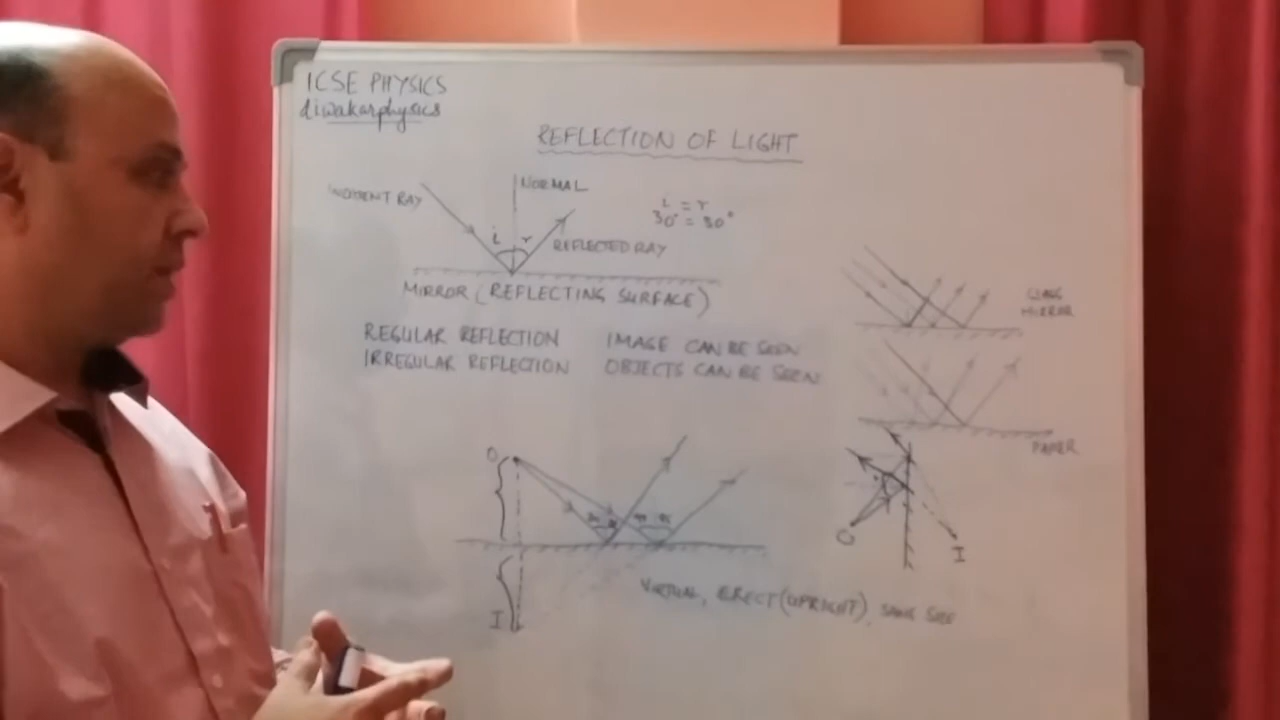 ICSE PHYSICS
diwakarphysics
REFLECTION OF LIGHT
INCIDENT RAY
NORMAL
i = r
30° = 30°
i r
REFLECTED RAY
MIRROR (REFLECTING SURFACE)
GLASS
MIRROR
REGULAR REFLECTION IMAGE CAN BE SEEN
IRREGULAR REFLECTION OBJECTS CAN BE SEEN
PAPER
O
O
I
VIRTUAL, ERECT (UPRIGHT), SAME SIZE
I